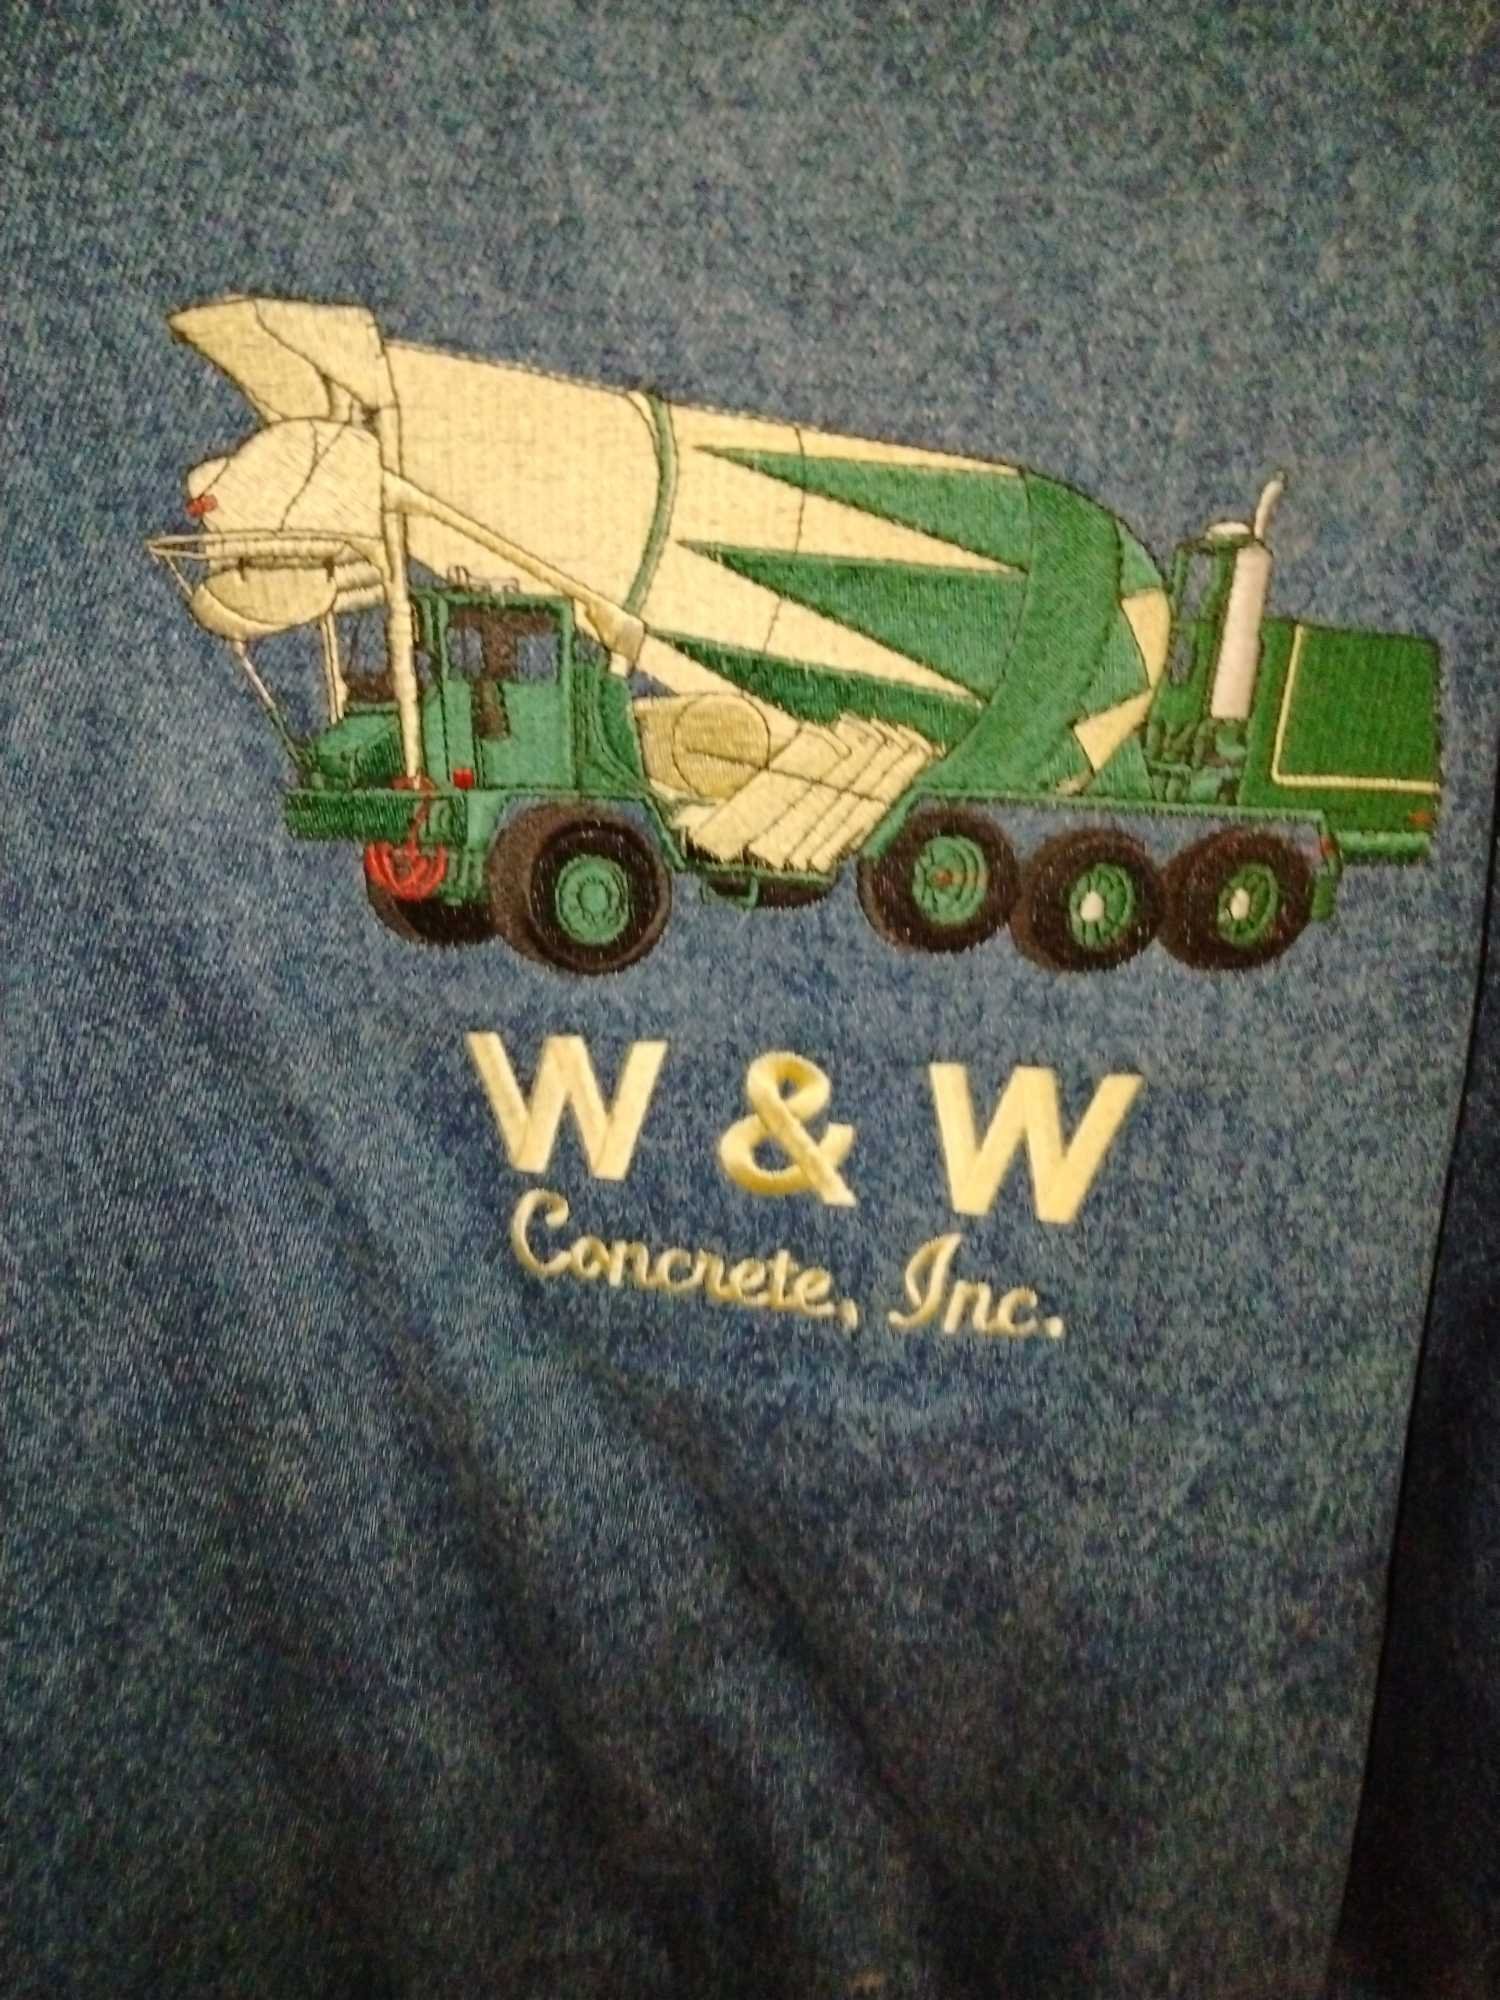 W & W
Concrete, Inc.